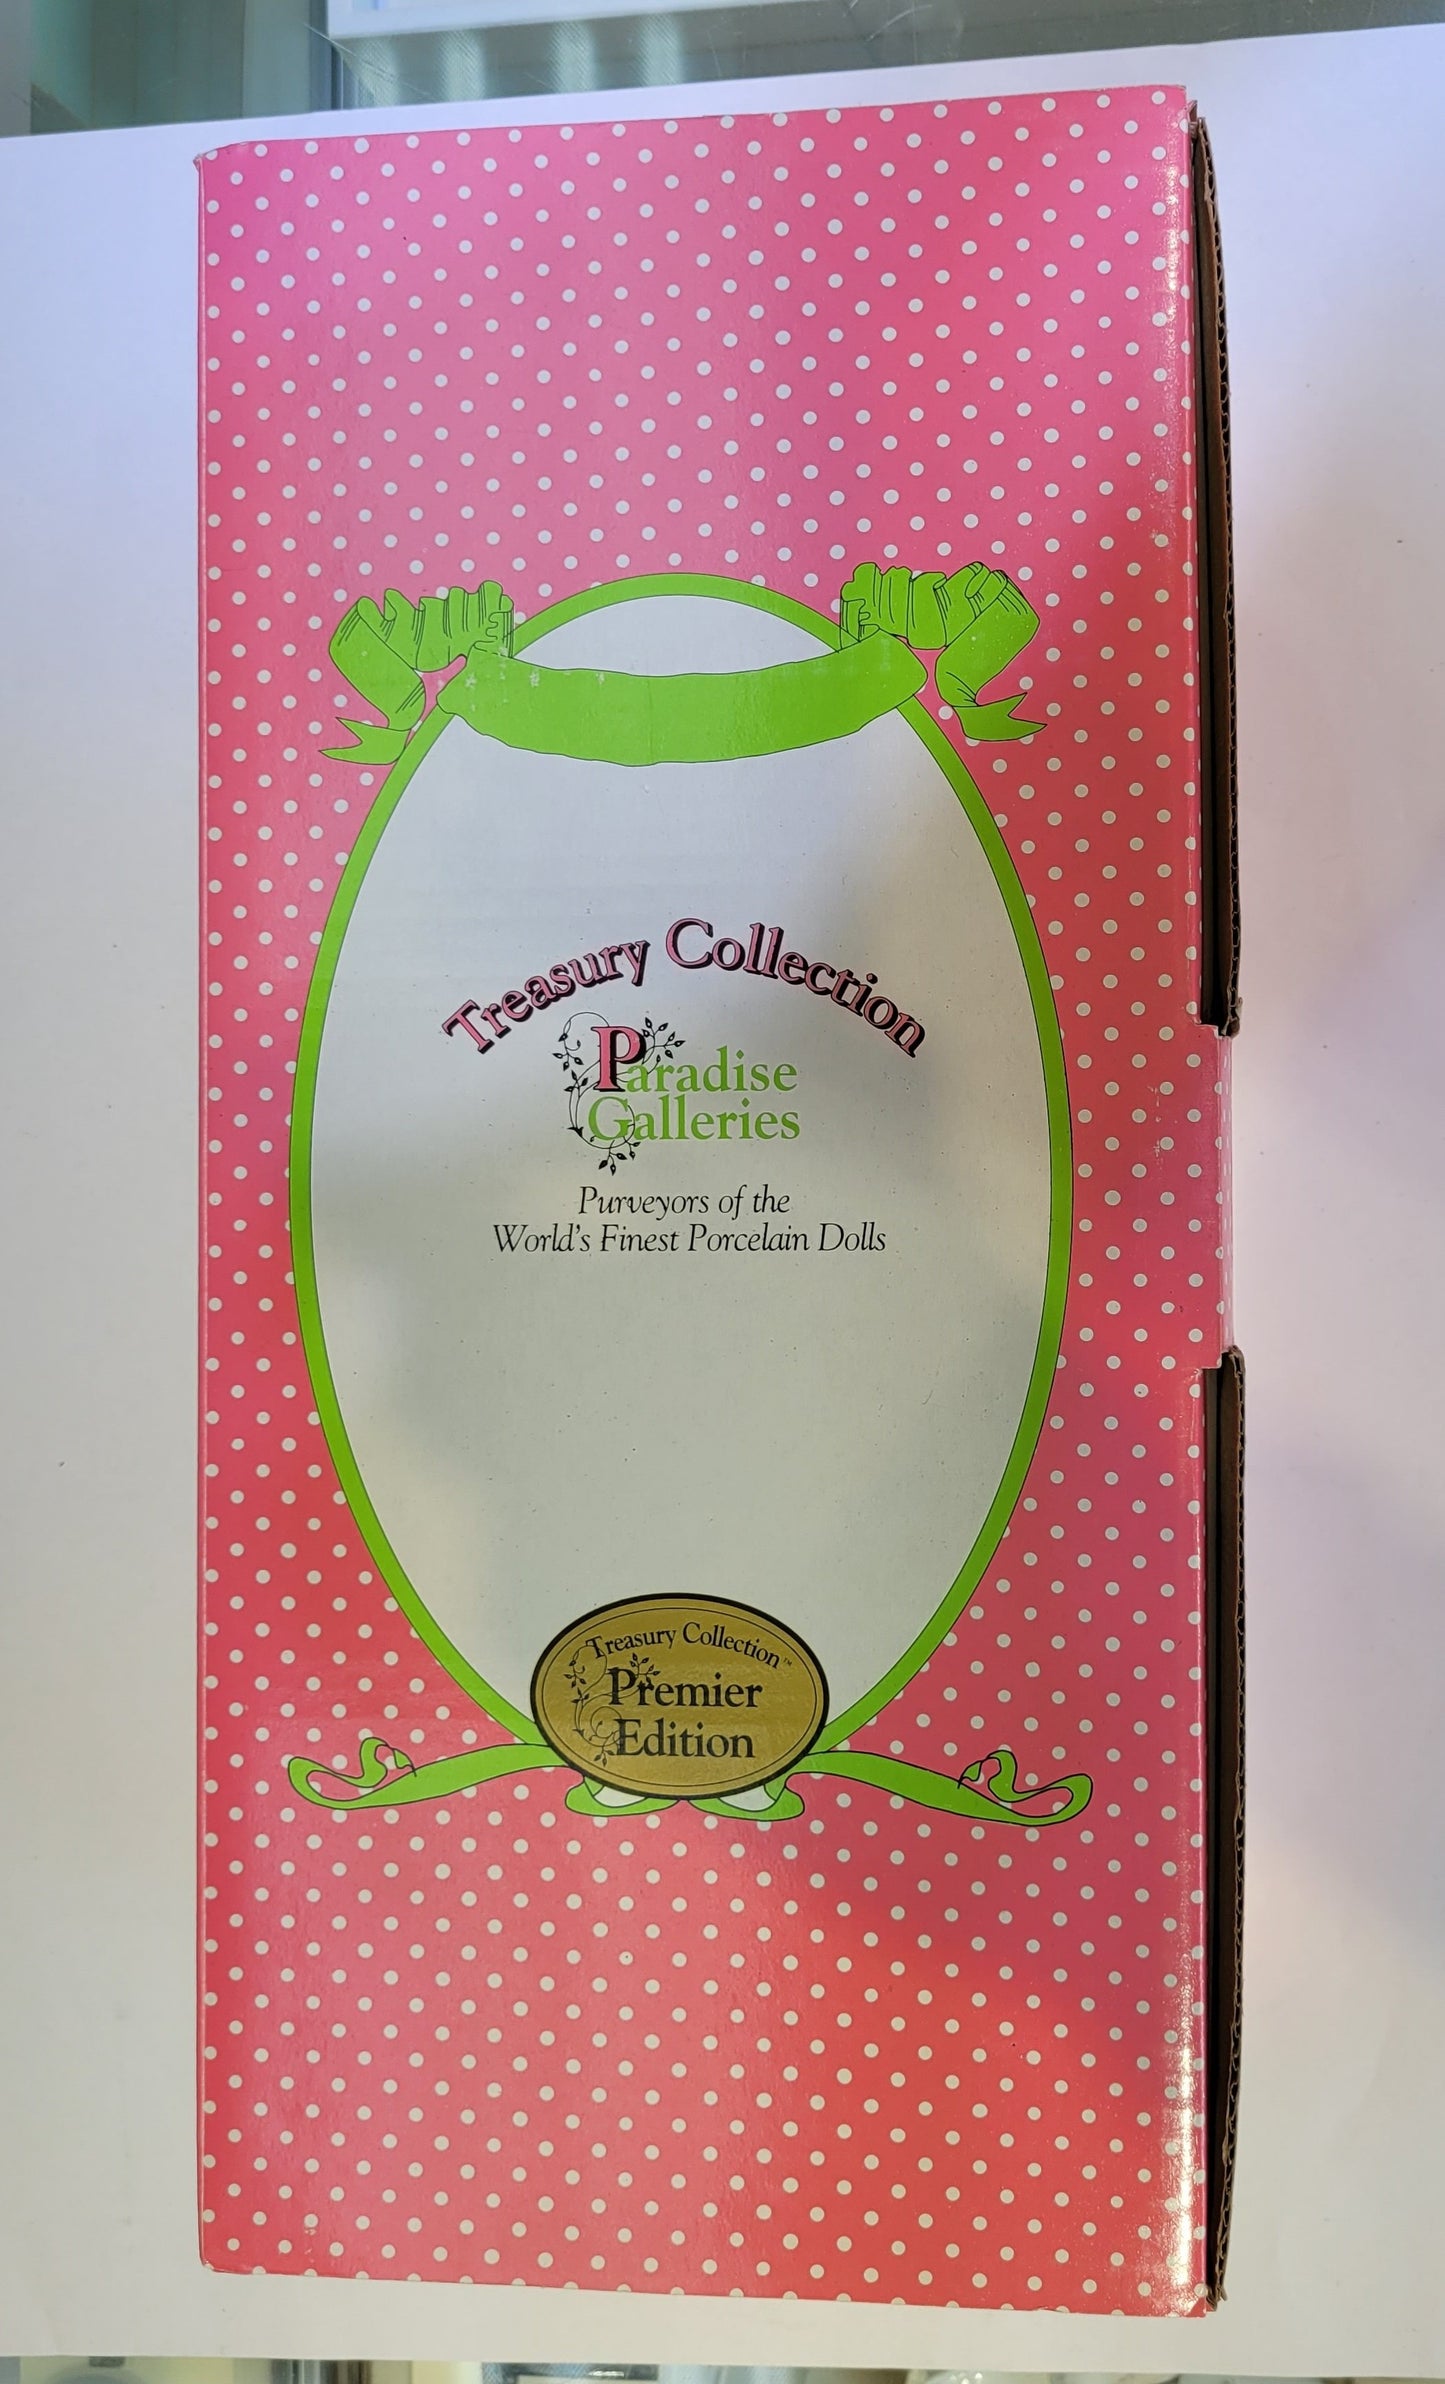 Treasury Collection
Paradise
Galleries
Purveyors of the
World's Finest Porcelain Dolls
Treasury Collection™
Premier
Edition